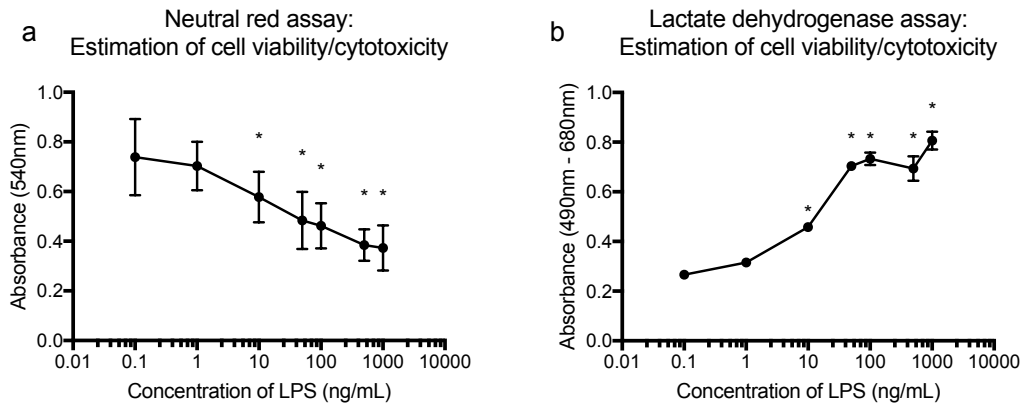 a
Neutral red assay:
Estimation of cell viability/cytotoxicity
Absorbance (540nm)
1.0
0.8
0.6
0.4
0.2
0.0
* * * * *
0.01 0.1 1 10 100 1000 10000
Concentration of LPS (ng/mL)
b
Lactate dehydrogenase assay:
Estimation of cell viability/cytotoxicity
Absorbance (490nm - 680nm)
1.0
0.8
0.6
0.4
0.2
0.0
* * * * *
0.01 0.1 1 10 100 1000 10000
Concentration of LPS (ng/mL)